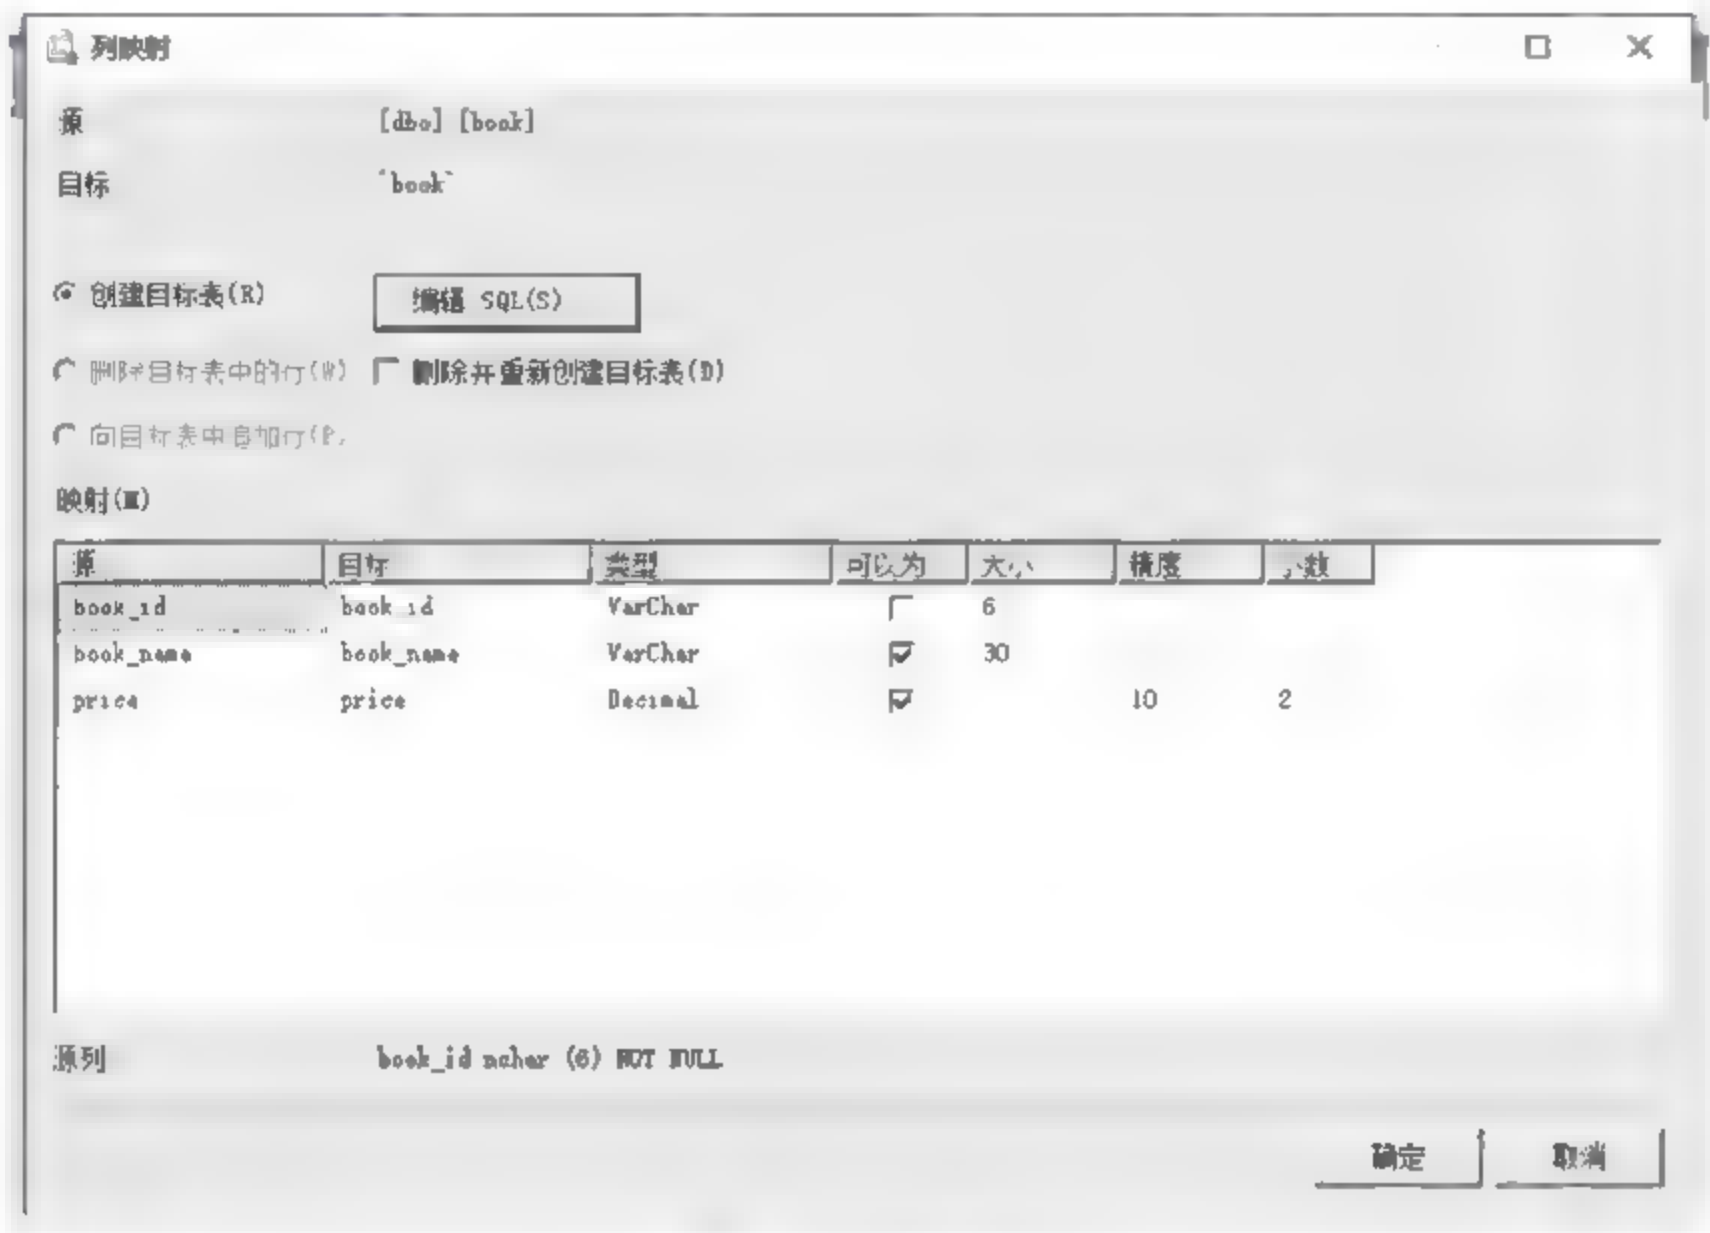 列映射
源 [dbo] [book]
目标 `book`
创建目标表(R) 编辑 SQL(S)
删除目标表中的行(W) 删除并重新创建目标表(D)
向目标表中追加行(P)
映射(M)
源 目标 类型 可以为 大小 精度 小数
book_id book_id VarChar 6
book_name book_name VarChar 30
price price Decimal 10 2
源列 book_id nchar (6) NOT NULL
确定 取消